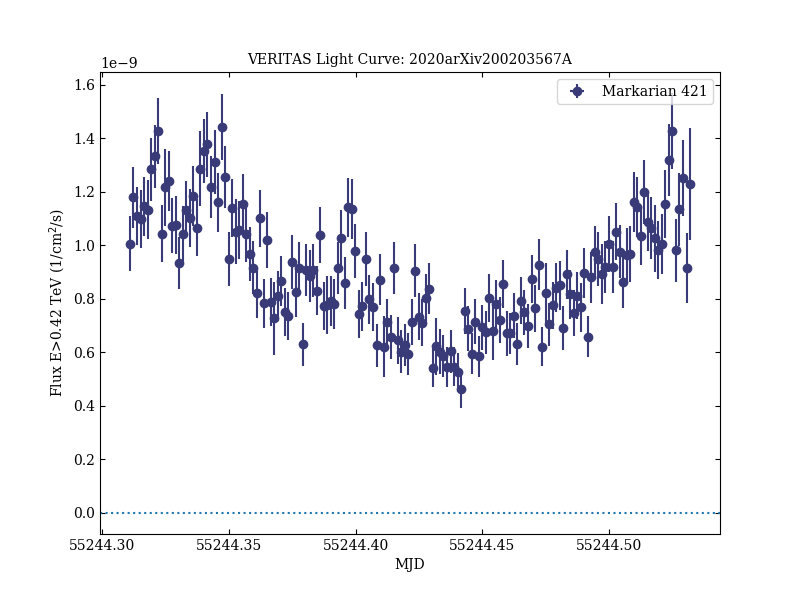 VERITAS Light Curve: 2020arXiv200203567A
1e−9
Markarian 421
1.6
1.4
1.2
1.0
0.8
0.6
0.4
0.2
0.0
Flux E>0.42 TeV (1/cm²/s)
55244.30 55244.35 55244.40 55244.45 55244.50
MJD